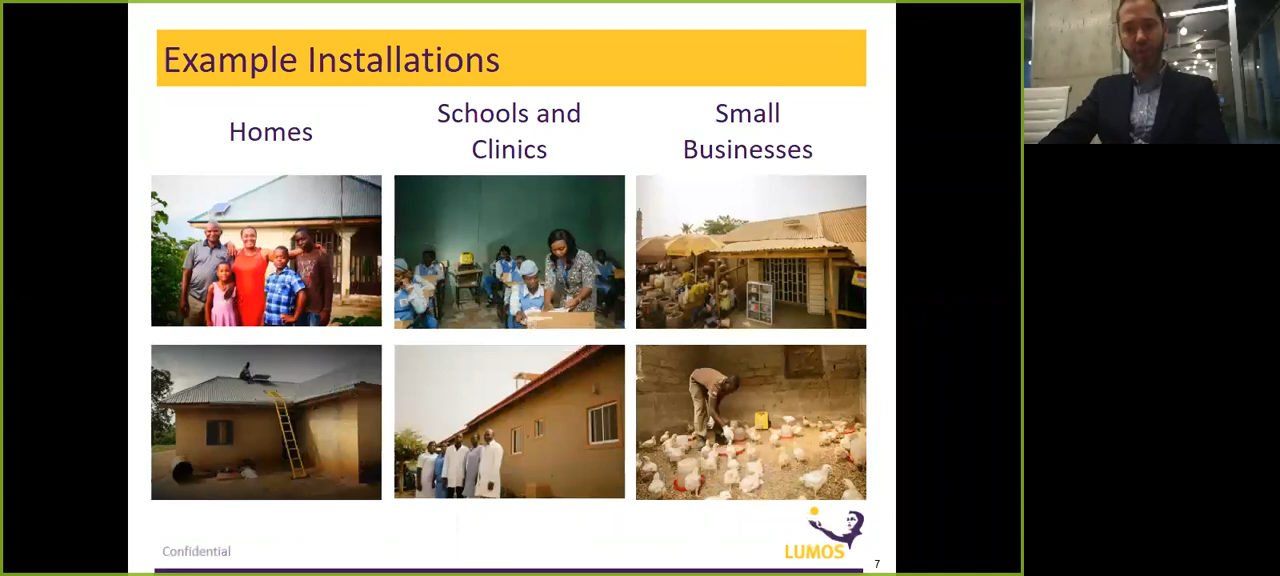 Example Installations
Homes
Schools and
Clinics
Small
Businesses
Confidential
LUMOS
7